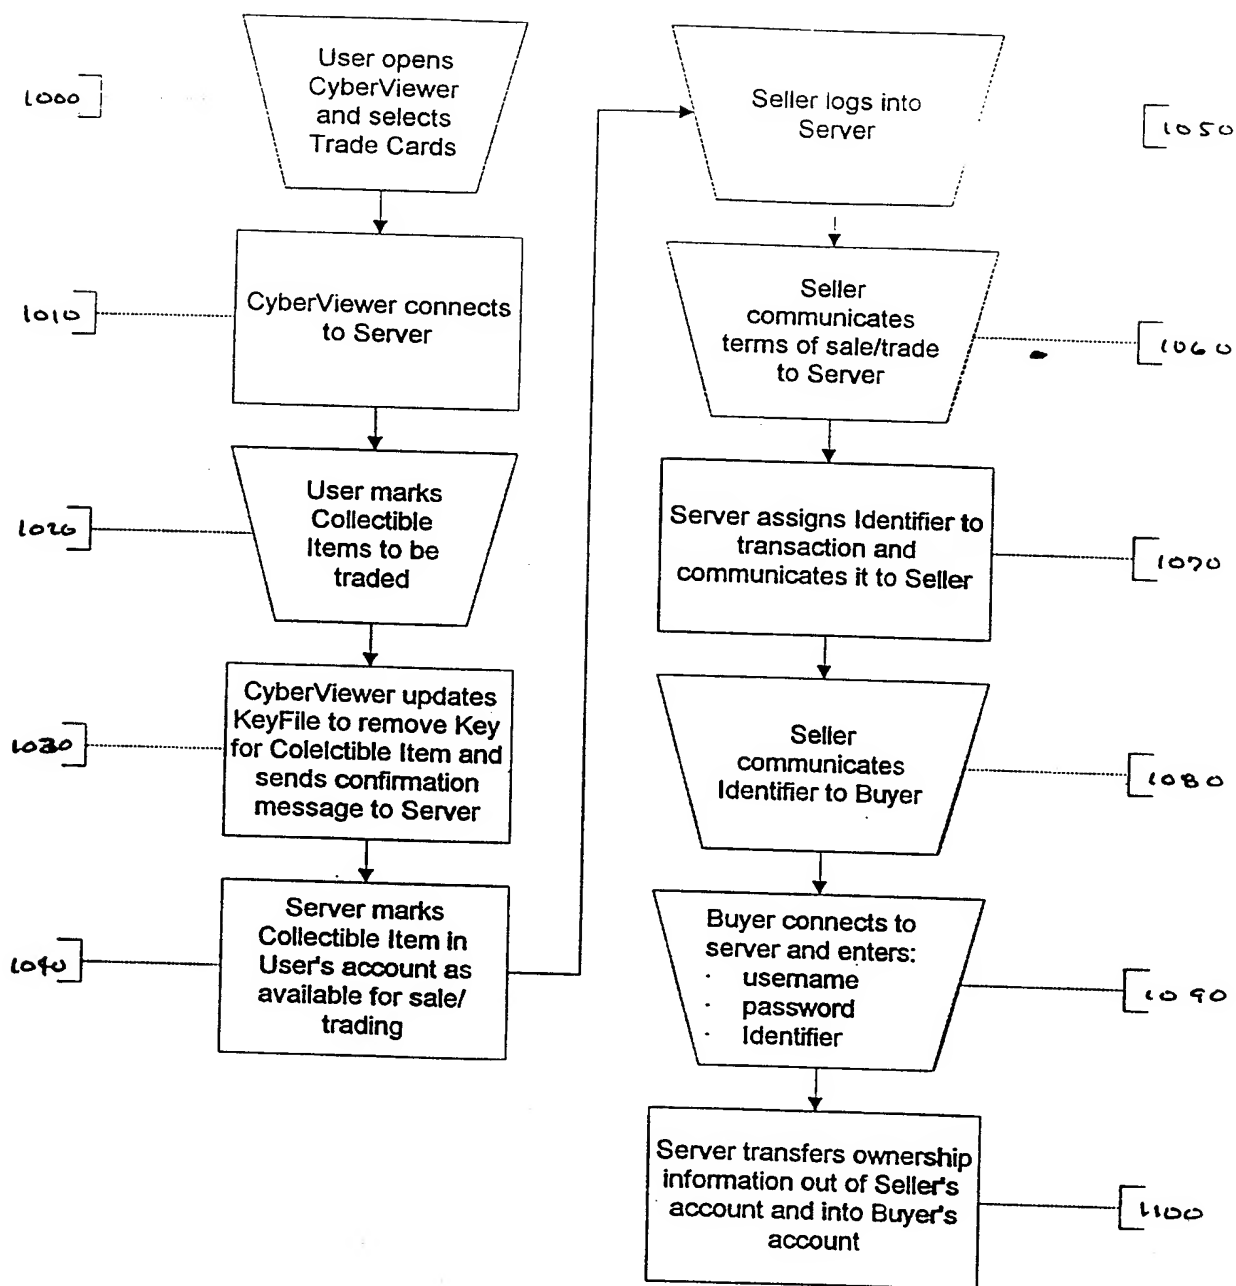 1000
User opens
CyberViewer
and selects
Trade Cards
1010
CyberViewer connects
to Server
1020
User marks
Collectible
Items to be
traded
1030
CyberViewer updates
KeyFile to remove Key
for Colelctible Item and
sends confirmation
message to Server
1040
Server marks
Collectible Item in
User's account as
available for sale/
trading
Seller logs into
Server
1050
Seller
communicates
terms of sale/trade
to Server
1060
Server assigns Identifier to
transaction and
communicates it to Seller
1070
Seller
communicates
Identifier to Buyer
1080
Buyer connects to
server and enters:
· username
· password
· Identifier
1090
Server transfers ownership
information out of Seller's
account and into Buyer's
account
1100